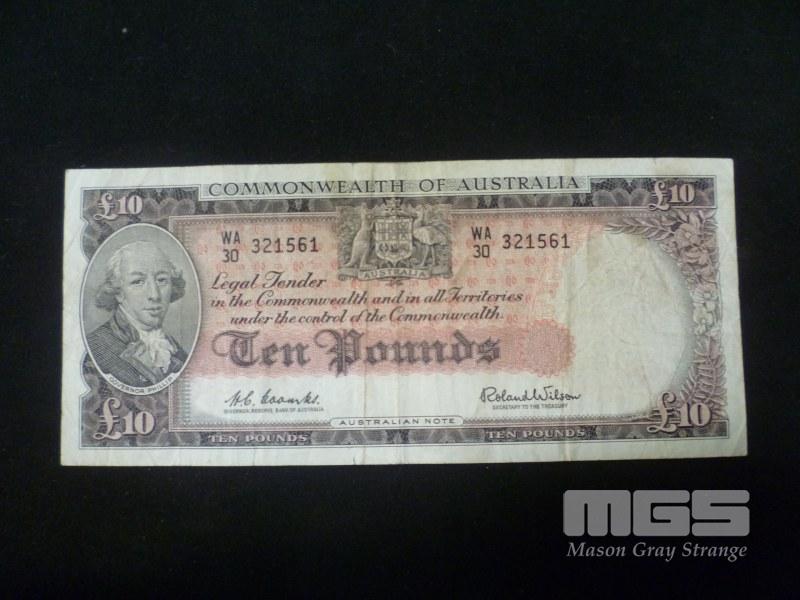 COMMONWEALTH OF AUSTRALIA
£10 £10
WA
30 321561
WA
30 321561
AUSTRALIA
Legal Tender
in the Commonwealth and in all Territories
under the control of the Commonwealth.
Ten Pounds
GOVERNOR PHILLIP
H.C. Coombs.
GOVERNOR, RESERVE BANK OF AUSTRALIA
Roland Wilson
SECRETARY TO THE TREASURY
£10 £10
AUSTRALIAN NOTE
TEN POUNDS TEN POUNDS
MGS
Mason Gray Strange